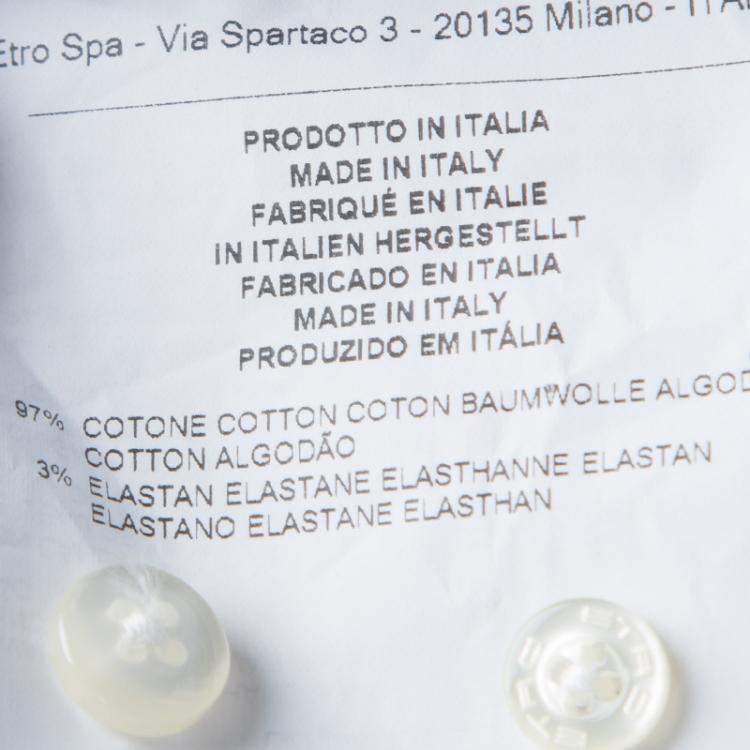 Etro Spa - Via Spartaco 3 - 20135 Milano -
PRODOTTO IN ITALIA
MADE IN ITALY
FABRIQUÉ EN ITALIE
IN ITALIEN HERGESTELLT
FABRICADO EN ITALIA
MADE IN ITALY
PRODUZIDO EM ITÁLIA
97% COTONE COTTON COTON BAUMWOLLE
COTTON ALGODÃO
3% ELASTAN ELASTANE ELASTHANNE ELASTAN
ELASTANO ELASTANE ELASTHAN